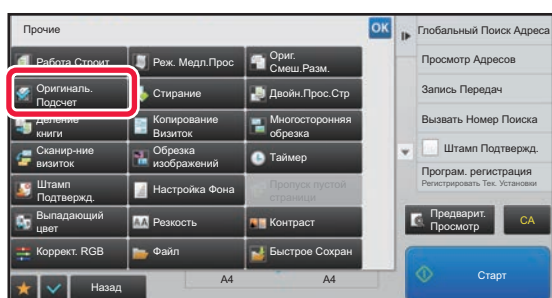 Прочие
OK
Работа Строит
Реж. Медл.Прос
Ориг.
Смеш.Разм.
Оригиналь.
Подсчет
Стирание
Двойн.Прос.Стр
Деление
книги
Копирование
Визиток
Многосторонняя
обрезка
Сканир-ние
визиток
Обрезка
изображений
Таймер
Штамп
Подтвержд.
Настройка Фона
Пропуск пустой
страници
Выпадающий
цвет
Резкость
Контраст
Коррект. RGB
Файл
Быстрое Сохран
Назад
A4
A4
Глобальный Поиск Адреса
Просмотр Адресов
Запись Передач
Вызвать Номер Поиска
Штамп Подтвержд.
Програм. регистрация
Регистрировать Тек. Установки
Предварит.
Просмотр
CA
Старт